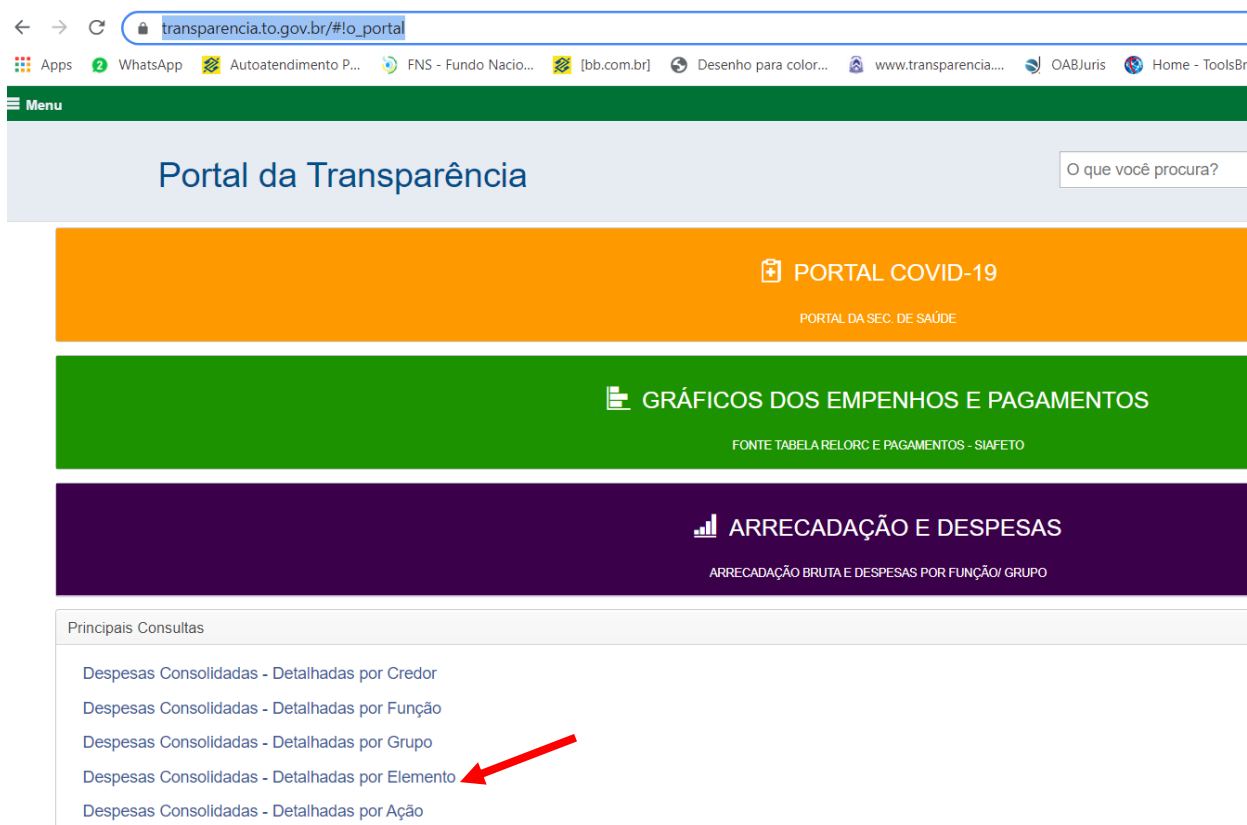 transparencia.to.gov.br/#!o_portal
Apps WhatsApp Autoatendimento P... FNS - Fundo Nacio... [bb.com.br] Desenho para color... www.transparencia.... OABJuris Home - ToolsBr
Menu
Portal da Transparência
O que você procura?
PORTAL COVID-19
PORTAL DA SEC. DE SAÚDE
GRÁFICOS DOS EMPENHOS E PAGAMENTOS
FONTE TABELA RELORC E PAGAMENTOS - SIAFETO
ARRECADAÇÃO E DESPESAS
ARRECADAÇÃO BRUTA E DESPESAS POR FUNÇÃO/ GRUPO
Principais Consultas
Despesas Consolidadas - Detalhadas por Credor
Despesas Consolidadas - Detalhadas por Função
Despesas Consolidadas - Detalhadas por Grupo
Despesas Consolidadas - Detalhadas por Elemento
Despesas Consolidadas - Detalhadas por Ação